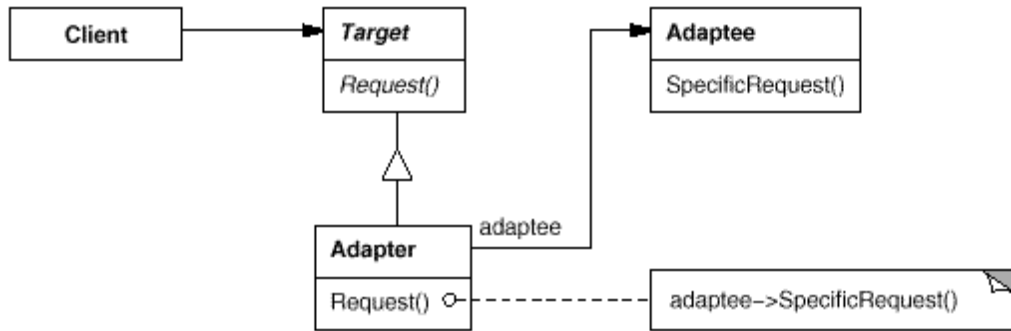 Client
Target
Request()
Adaptee
SpecificRequest()
adaptee
Adapter
Request()
adaptee->SpecificRequest()